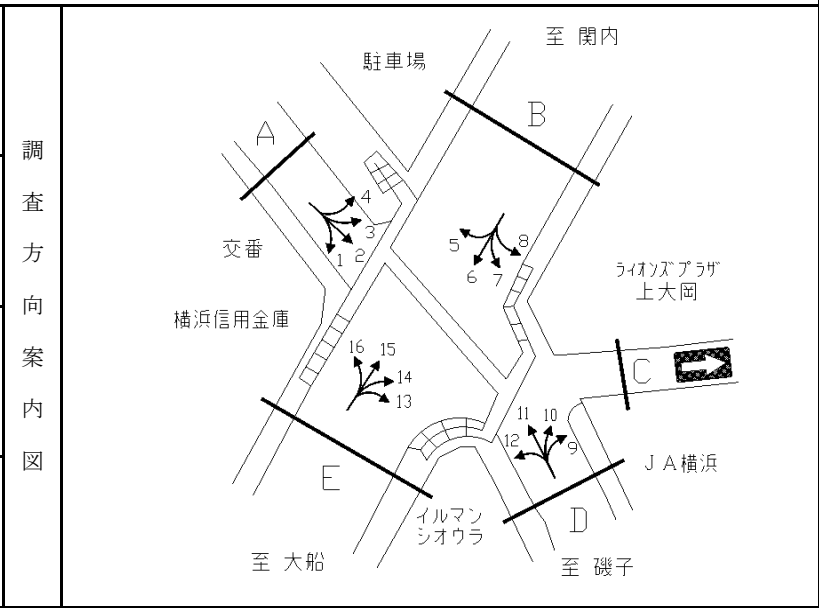 調査方向案内図
至 関内
駐車場
B
A
4
3
2
1
交番
5
6
7
8
ライオンズプラザ
上大岡
横浜信用金庫
C
16
15
14
13
11
10
12
9
JA横浜
E
D
イルマン
シオウラ
至 大船
至 磯子